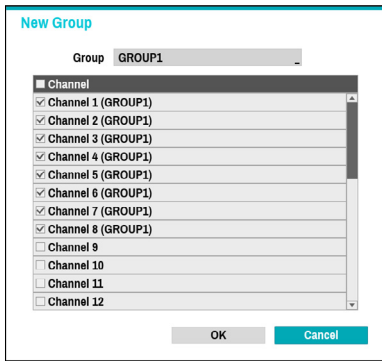 New Group
Group GROUP1 _
Channel
Channel 1 (GROUP1)
Channel 2 (GROUP1)
Channel 3 (GROUP1)
Channel 4 (GROUP1)
Channel 5 (GROUP1)
Channel 6 (GROUP1)
Channel 7 (GROUP1)
Channel 8 (GROUP1)
Channel 9
Channel 10
Channel 11
Channel 12
OK Cancel